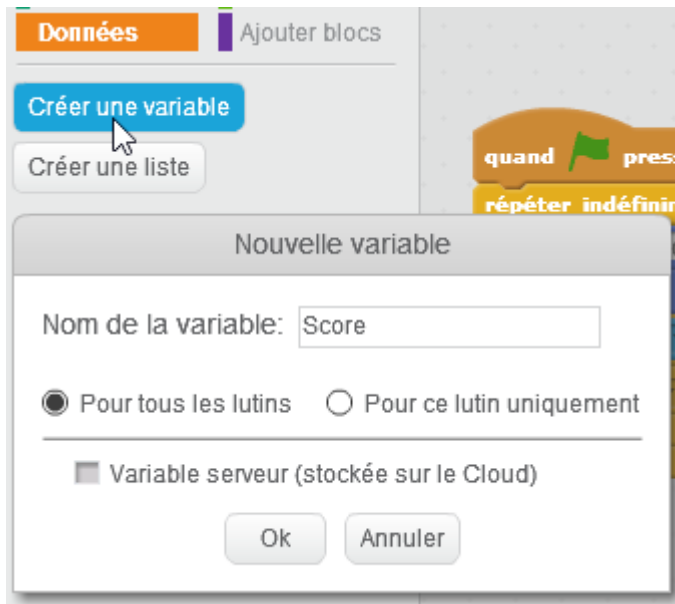 Données
Ajouter blocs
Créer une variable
Créer une liste
quand
répéter
Nouvelle variable
Nom de la variable: Score
Pour tous les lutins
Pour ce lutin uniquement
Variable serveur (stockée sur le Cloud)
Ok
Annuler